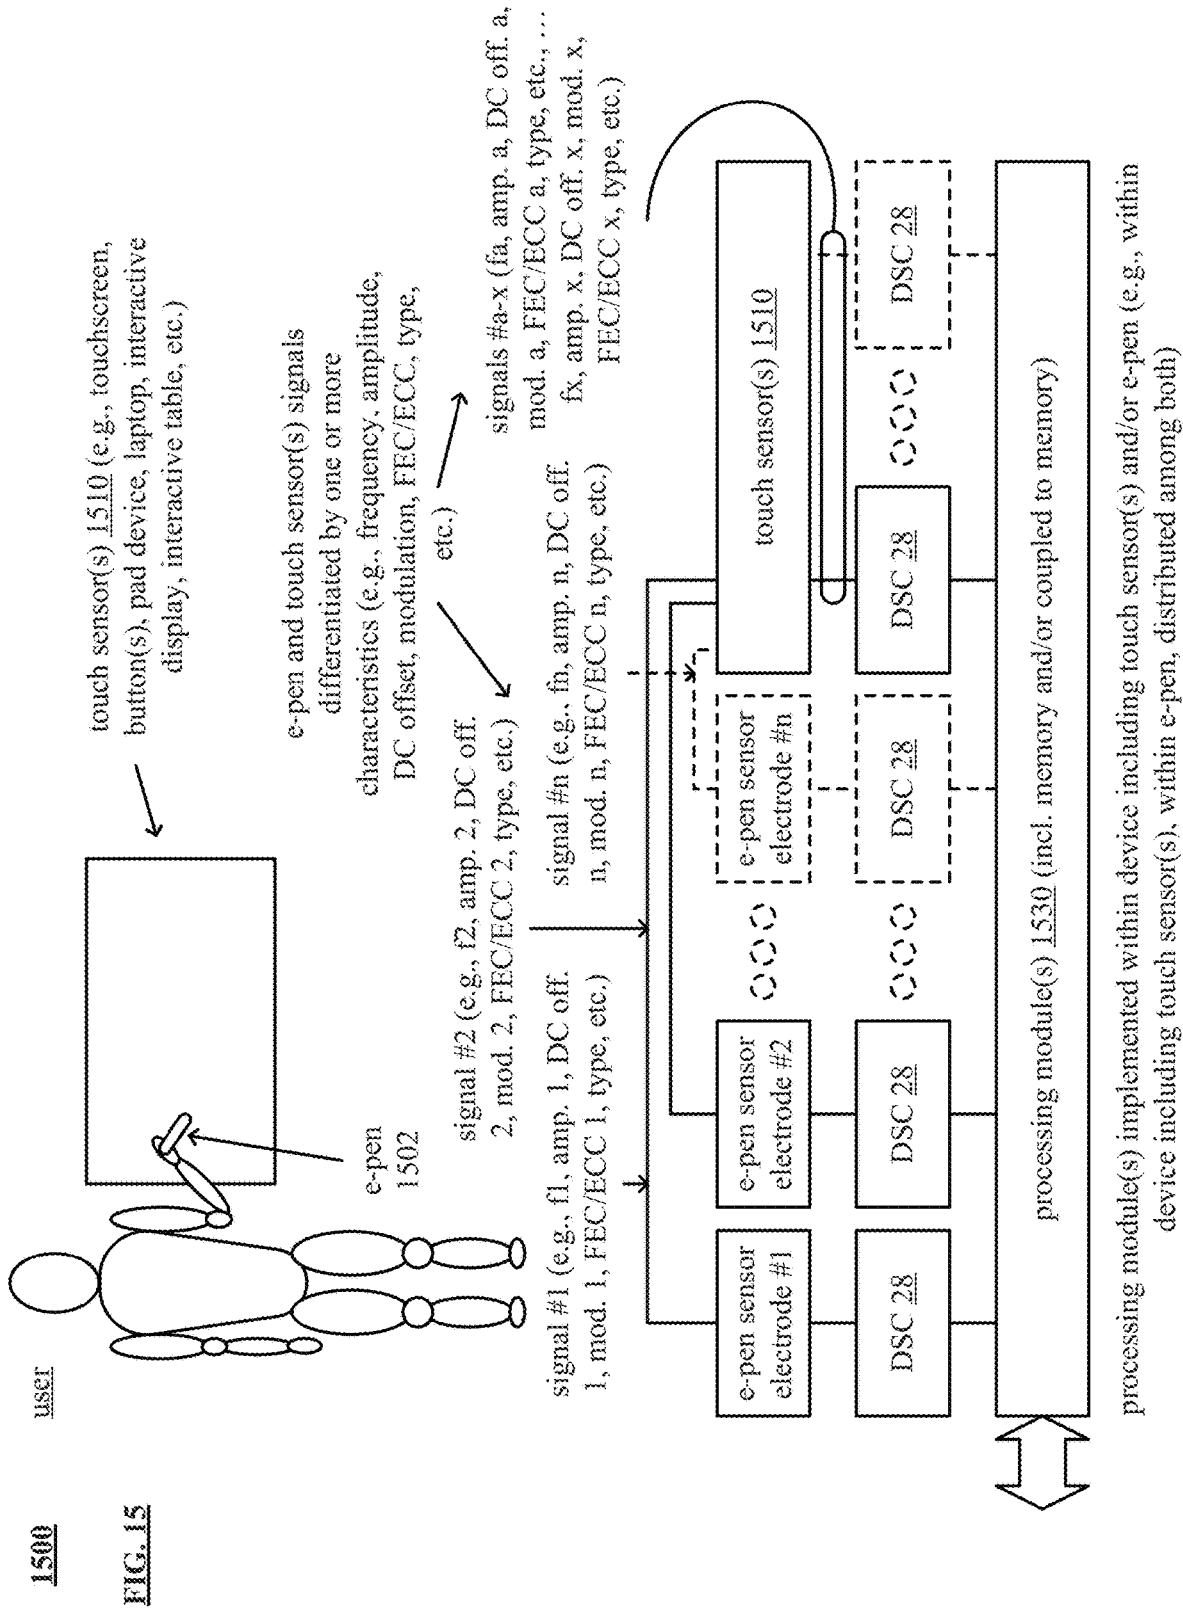 1500
FIG. 15
user
touch sensor(s) 1510 (e.g., touchscreen,
button(s), pad device, laptop, interactive
display, interactive table, etc.)
e-pen
1502
e-pen and touch sensor(s) signals
differentiated by one or more
characteristics (e.g., frequency, amplitude,
DC offset, modulation, FEC/ECC, type,
etc.)
signal #1 (e.g., f1, amp. 1, DC off.
1, mod. 1, FEC/ECC 1, type, etc.)
signal #2 (e.g., f2, amp. 2, DC off.
2, mod. 2, FEC/ECC 2, type, etc.)
signal #n (e.g., fn, amp. n, DC off.
n, mod. n, FEC/ECC n, type, etc.)
signals #a-x (fa, amp. a, DC off. a,
mod. a, FEC/ECC a, type, etc., …
fx, amp. x, DC off. x, mod. x,
FEC/ECC x, type, etc.)
e-pen sensor
electrode #1
e-pen sensor
electrode #2
e-pen sensor
electrode #n
touch sensor(s) 1510
DSC 28
DSC 28
DSC 28
DSC 28
DSC 28
processing module(s) 1530 (incl. memory and/or coupled to memory)
processing module(s) implemented within device including touch sensor(s) and/or e-pen (e.g., within
device including touch sensor(s), within e-pen, distributed among both)